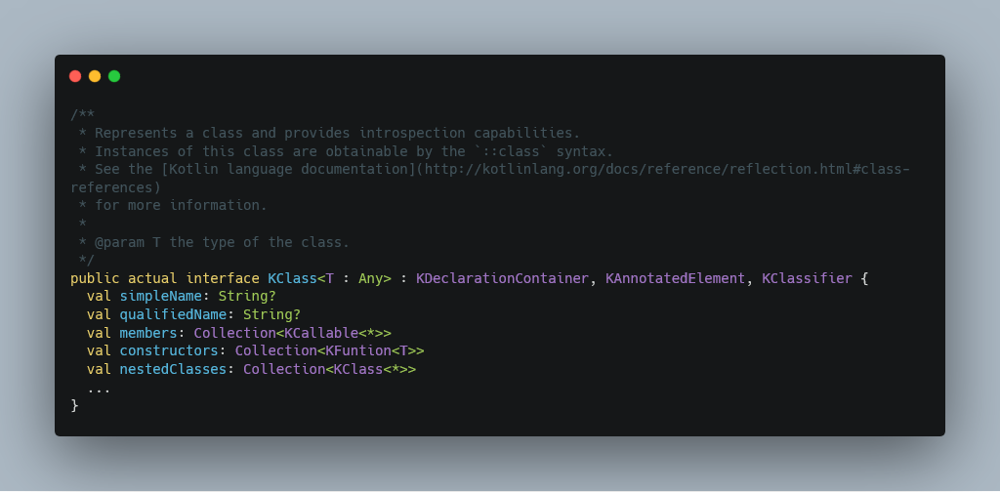 /**
 * Represents a class and provides introspection capabilities.
 * Instances of this class are obtainable by the `::class` syntax.
 * See the [Kotlin language documentation](http://kotlinlang.org/docs/reference/reflection.html#class-
references)
 * for more information.
 *
 * @param T the type of the class.
 */
public actual interface KClass<T : Any> : KDeclarationContainer, KAnnotatedElement, KClassifier {
  val simpleName: String?
  val qualifiedName: String?
  val members: Collection<KCallable<*>>
  val constructors: Collection<KFuntion<T>>
  val nestedClasses: Collection<KClass<*>>
  ...
}